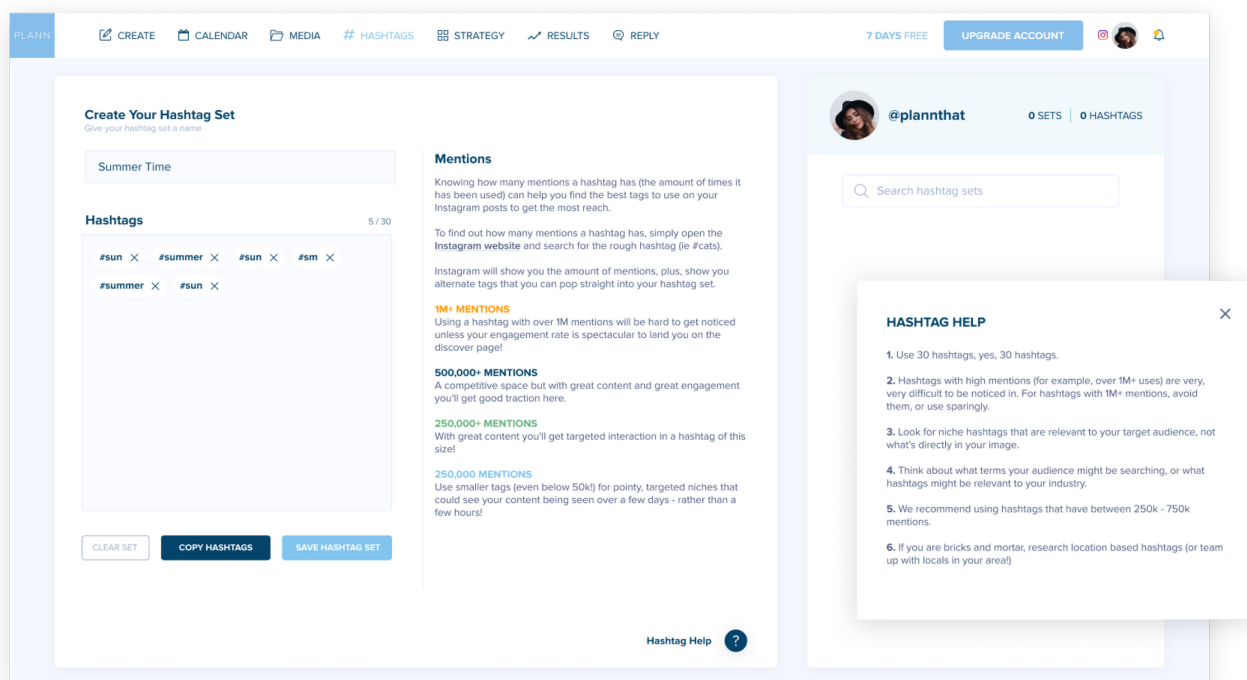 PLANN
CREATE
CALENDAR
MEDIA
# HASHTAGS
STRATEGY
RESULTS
REPLY
7 DAYS FREE
UPGRADE ACCOUNT
Create Your Hashtag Set
Give your hashtag set a name
Summer Time
Hashtags
5 / 30
#sun
#summer
#sun
#sm
#summer
#sun
CLEAR SET
COPY HASHTAGS
SAVE HASHTAG SET
Mentions
Knowing how many mentions a hashtag has (the amount of times it
has been used) can help you find the best tags to use on your
Instagram posts to get the most reach.
To find out how many mentions a hashtag has, simply open the
Instagram website and search for the rough hashtag (ie #cats).
Instagram will show you the amount of mentions, plus, show you
alternate tags that you can pop straight into your hashtag set.
1M+ MENTIONS
Using a hashtag with over 1M mentions will be hard to get noticed
unless your engagement rate is spectacular to land you on the
discover page!
500,000+ MENTIONS
A competitive space but with great content and great engagement
you'll get good traction here.
250,000+ MENTIONS
With great content you'll get targeted interaction in a hashtag of this
size!
250,000 MENTIONS
Use smaller tags (even below 50k!) for pointy, targeted niches that
could see your content being seen over a few days - rather than a
few hours!
Hashtag Help ?
@plannthat
0 SETS
0 HASHTAGS
Search hashtag sets
HASHTAG HELP
1. Use 30 hashtags, yes, 30 hashtags.
2. Hashtags with high mentions (for example, over 1M+ uses) are very,
very difficult to be noticed in. For hashtags with 1M+ mentions, avoid
them, or use sparingly.
3. Look for niche hashtags that are relevant to your target audience, not
what's directly in your image.
4. Think about what terms your audience might be searching, or what
hashtags might be relevant to your industry.
5. We recommend using hashtags that have between 250k - 750k
mentions.
6. If you are bricks and mortar, research location based hashtags (or team
up with locals in your area!)